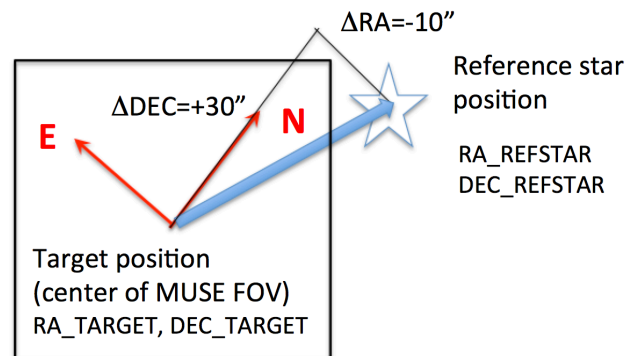 ΔRA=-10”
Reference star
position
ΔDEC=+30”
N
E
RA_REFSTAR
DEC_REFSTAR
Target position
(center of MUSE FOV)
RA_TARGET, DEC_TARGET